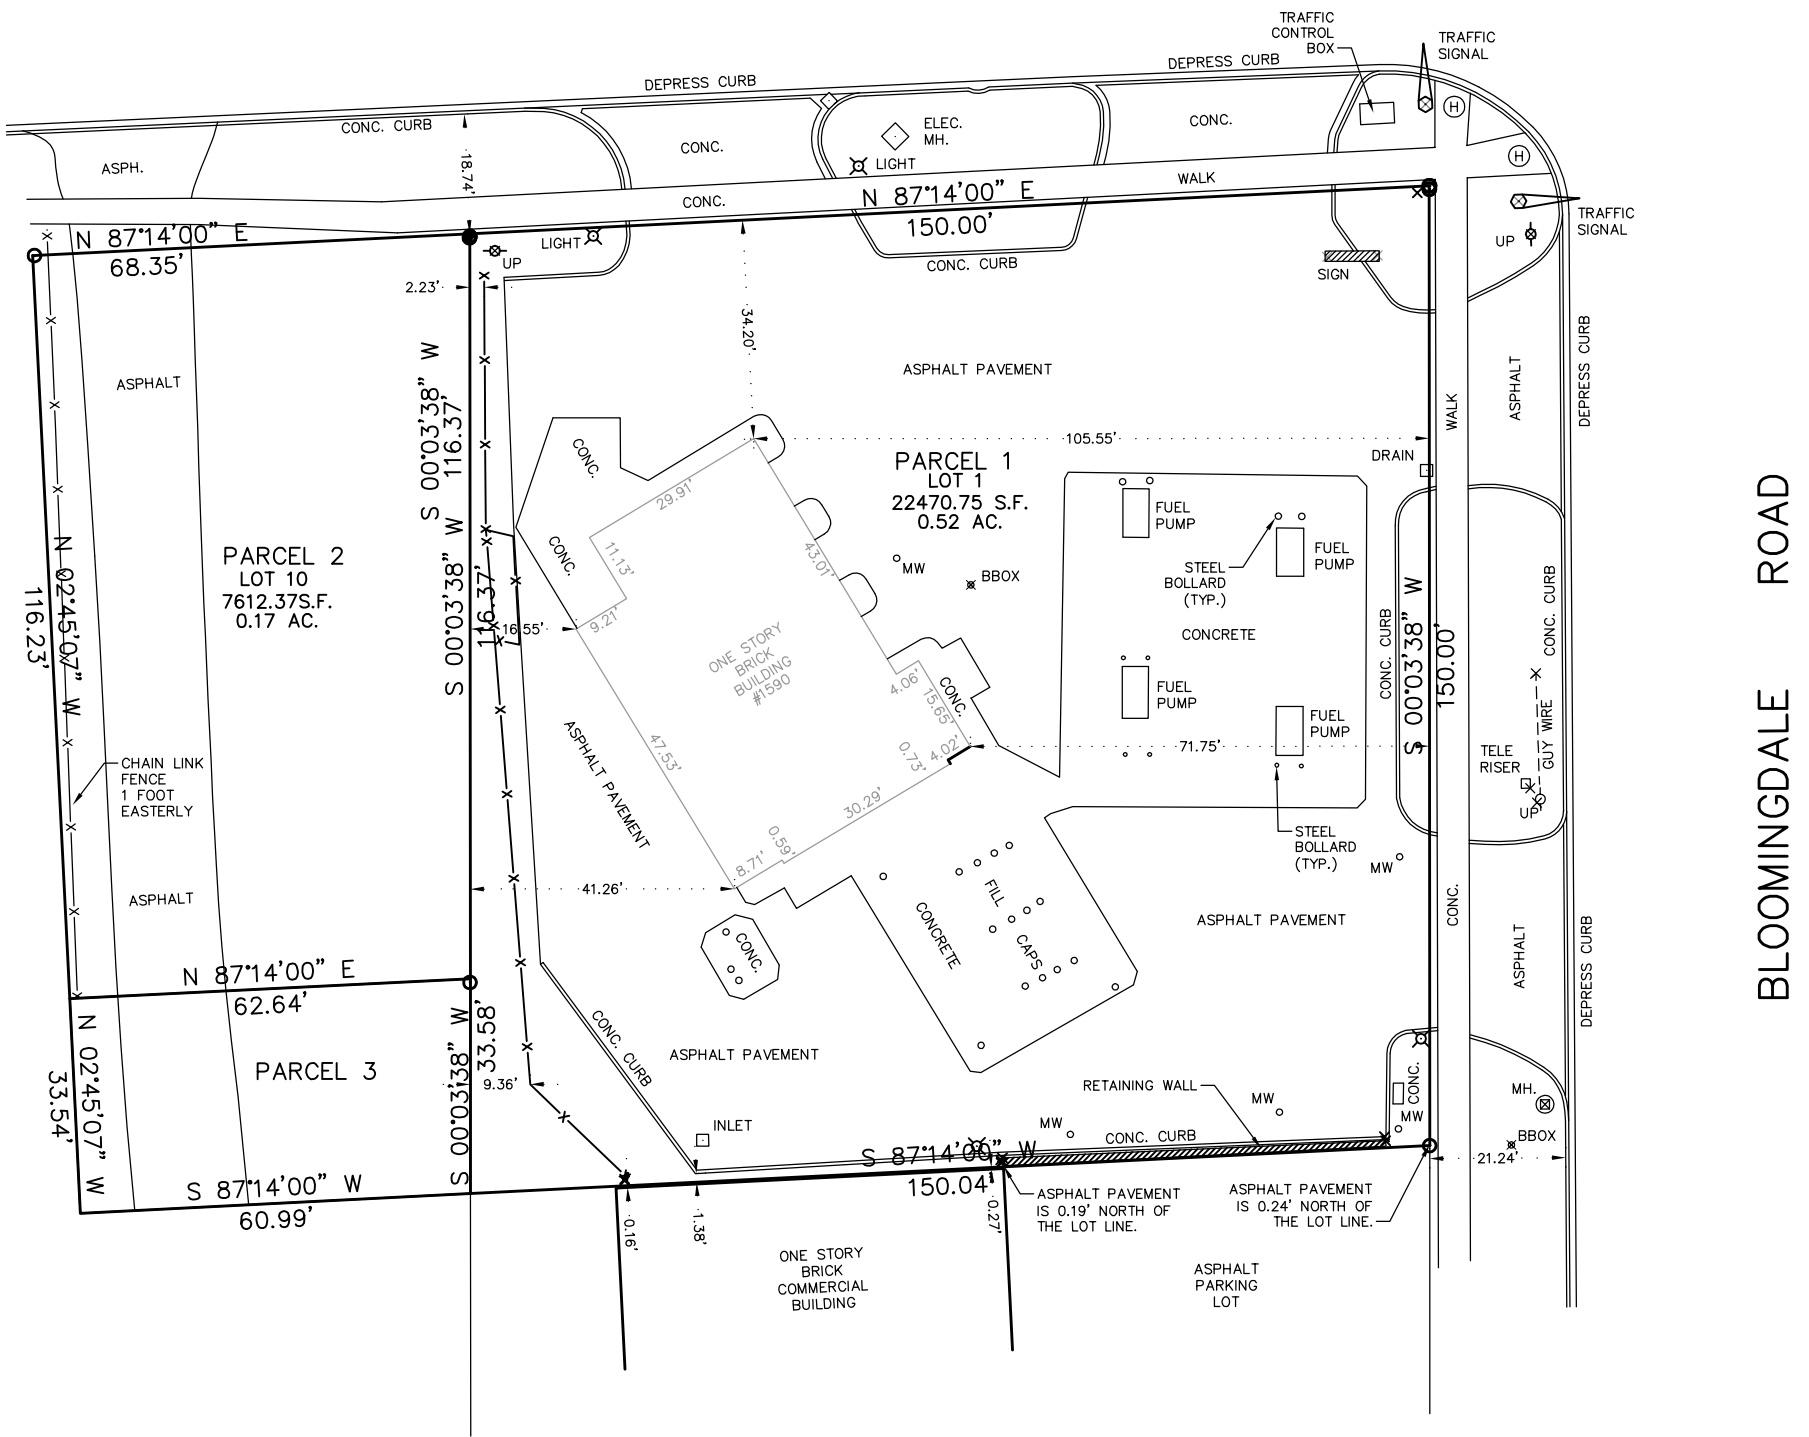 TRAFFIC
CONTROL
BOX
TRAFFIC
SIGNAL
DEPRESS CURB
DEPRESS CURB
CONC. CURB
ASPH.
18.74'
CONC.
ELEC.
MH.
LIGHT
CONC.
H
H
WALK
CONC.
N 87°14'00" E
150.00'
TRAFFIC
SIGNAL
UP
N 87°14'00" E
68.35'
LIGHT
UP
CONC. CURB
SIGN
2.23'
34.20'
S 00°03'38" W
116.37'
ASPHALT
ASPHALT PAVEMENT
WALK
ASPHALT
DEPRESS CURB
105.55'
DRAIN
PARCEL 1
LOT 1
22470.75 S.F.
0.52 AC.
CONC.
29.91'
11.13'
CONC.
9.21'
43.01'
MW
BBOX
FUEL
PUMP
FUEL
PUMP
STEEL
BOLLARD
(TYP.)
CONCRETE
PARCEL 2
LOT 10
7612.37S.F.
0.17 AC.
N 02°45'07" W
116.23'
S 00°03'38" W
116.37'
16.55'
ONE STORY
BRICK
BUILDING
#1590
4.06'
15.65'
CONC.
4.02'
0.73'
47.53'
30.29'
0.59'
8.71'
FUEL
PUMP
FUEL
PUMP
CONC. CURB
S 00°03'38" W
150.00'
CONC. CURB
GUY WIRE
TELE
RISER
UP
71.75'
BLOOMINGDALE ROAD
CHAIN LINK
FENCE
1 FOOT
EASTERLY
ASPHALT PAVEMENT
STEEL
BOLLARD
(TYP.)
MW
41.26'
ASPHALT
CONC.
CONCRETE
FILL
CAPS
ASPHALT PAVEMENT
CONC.
ASPHALT
DEPRESS CURB
N 87°14'00" E
62.64'
N 02°45'07" W
33.54'
PARCEL 3
S 00°03'38" W
33.58'
9.36'
CONC. CURB
ASPHALT PAVEMENT
RETAINING WALL
MW
MW
CONC.
MW
MH.
BBOX
INLET
CONC. CURB
S 87°14'00" W
150.04'
21.24'
S 87°14'00" W
60.99'
0.16'
1.38'
0.27'
ASPHALT PAVEMENT
IS 0.19' NORTH OF
THE LOT LINE.
ASPHALT PAVEMENT
IS 0.24' NORTH OF
THE LOT LINE.
ONE STORY
BRICK
COMMERCIAL
BUILDING
ASPHALT
PARKING
LOT